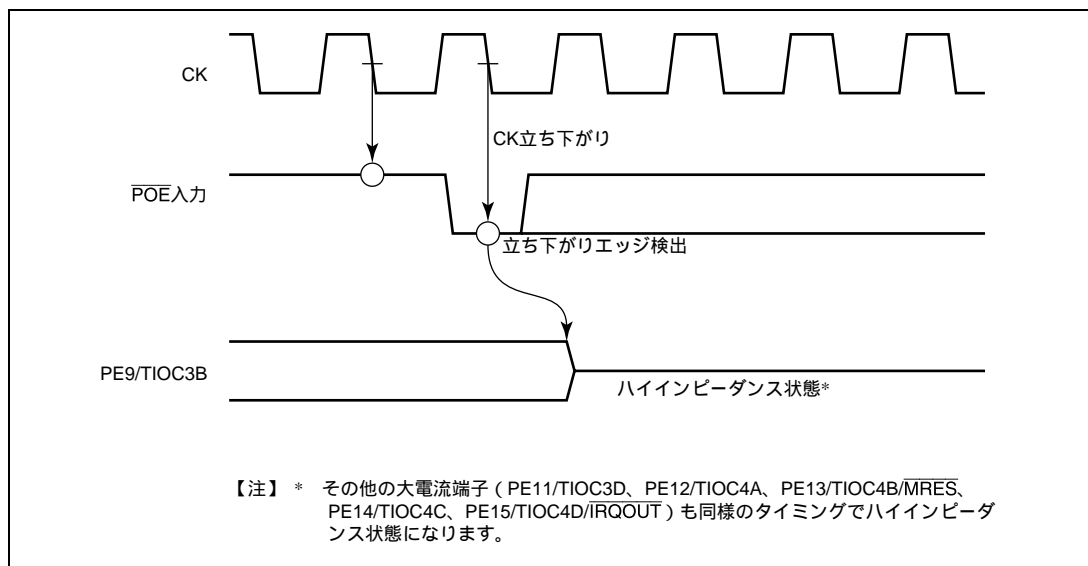 CK
CK立ち下がり
POE入力
立ち下がりエッジ検出
PE9/TIOC3B
ハイインピーダンス状態*
【注】 * その他の大電流端子（PE11/TIOC3D、PE12/TIOC4A、PE13/TIOC4B/MRES、
PE14/TIOC4C、PE15/TIOC4D/IRQOUT）も同様のタイミングでハイインピーダ
ンス状態になります。